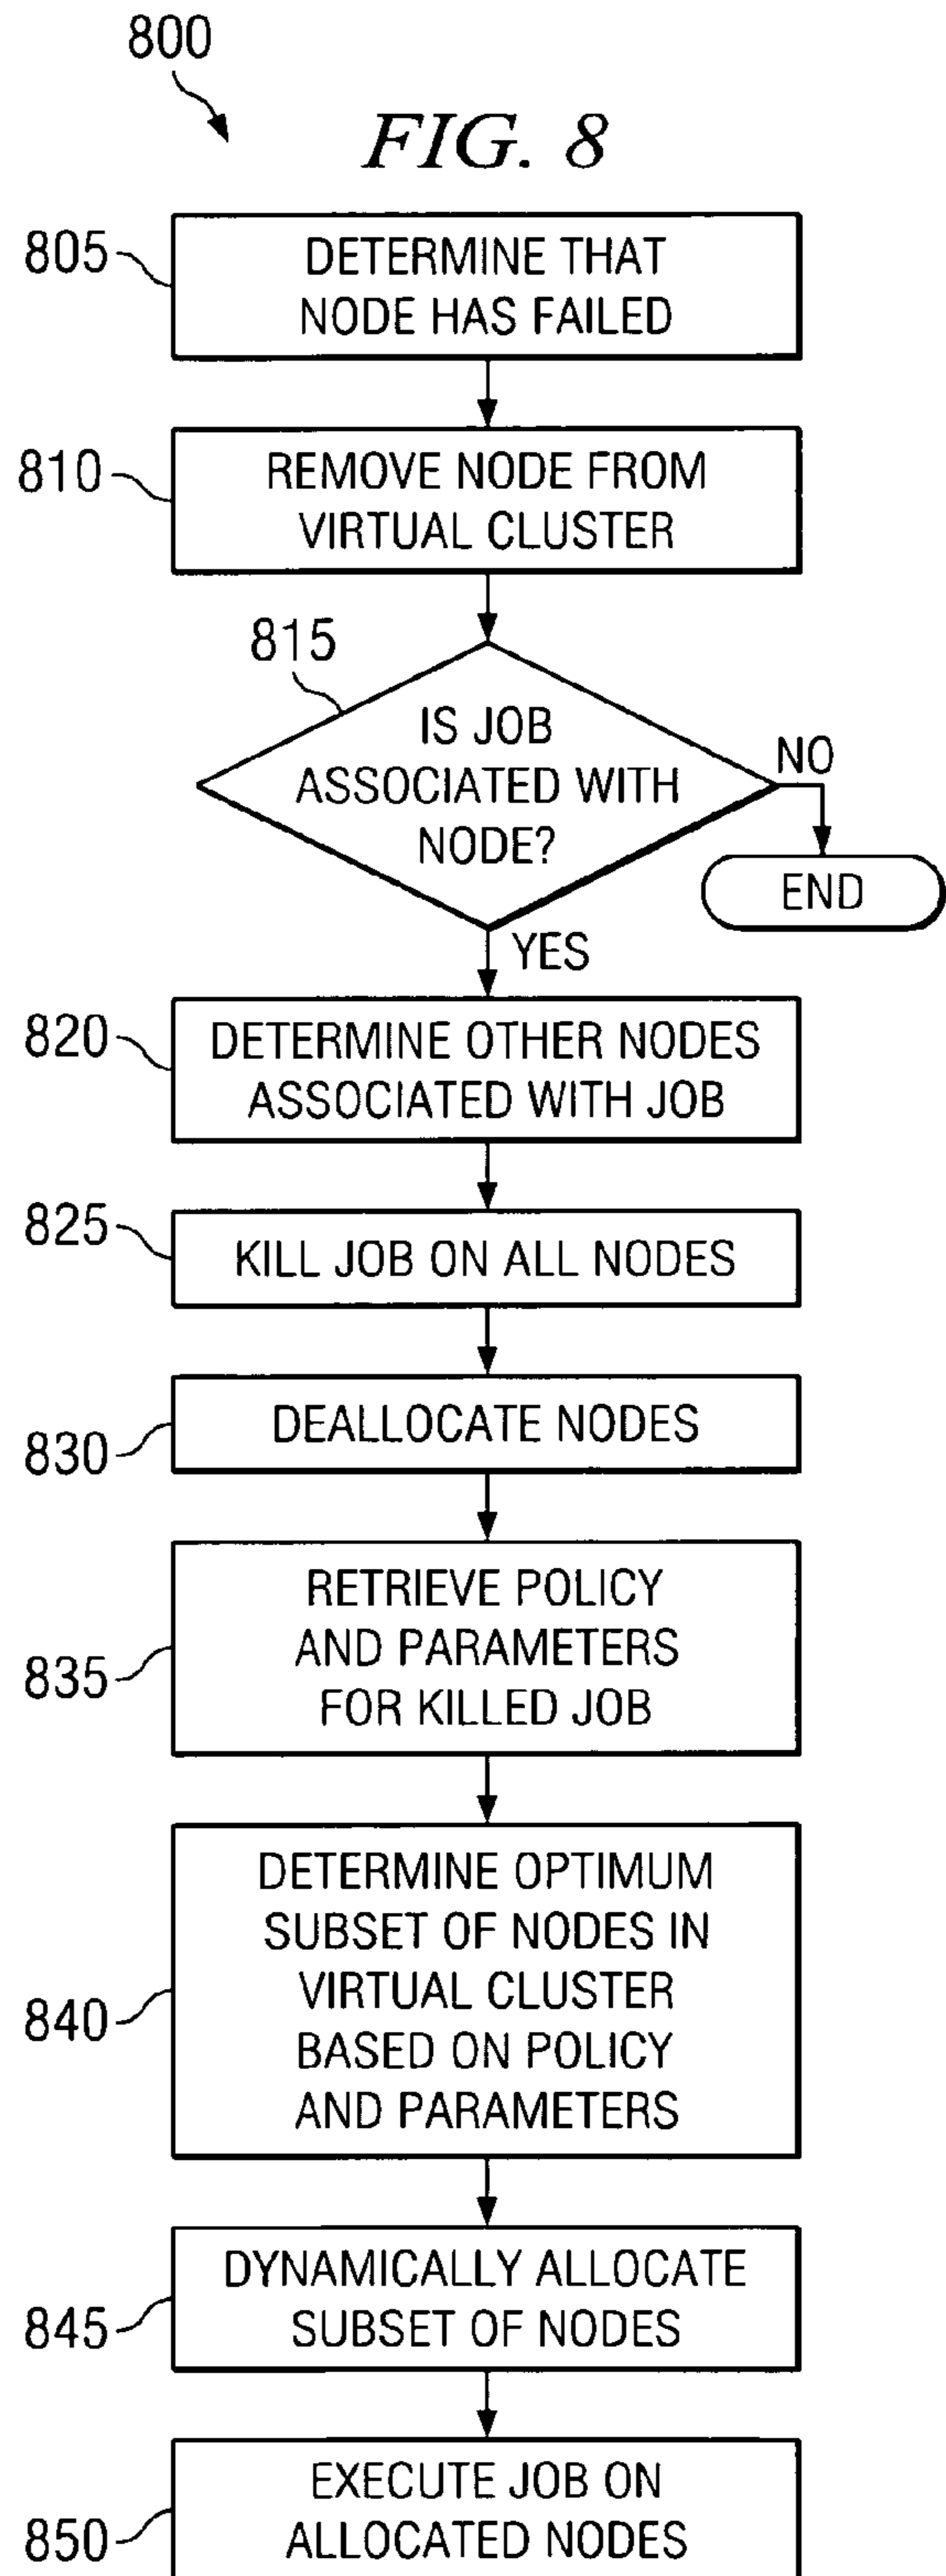 800
FIG. 8
805
DETERMINE THAT
NODE HAS FAILED
810
REMOVE NODE FROM
VIRTUAL CLUSTER
815
IS JOB
ASSOCIATED WITH
NODE?
NO
END
YES
820
DETERMINE OTHER NODES
ASSOCIATED WITH JOB
825
KILL JOB ON ALL NODES
830
DEALLOCATE NODES
835
RETRIEVE POLICY
AND PARAMETERS
FOR KILLED JOB
840
DETERMINE OPTIMUM
SUBSET OF NODES IN
VIRTUAL CLUSTER
BASED ON POLICY
AND PARAMETERS
845
DYNAMICALLY ALLOCATE
SUBSET OF NODES
850
EXECUTE JOB ON
ALLOCATED NODES